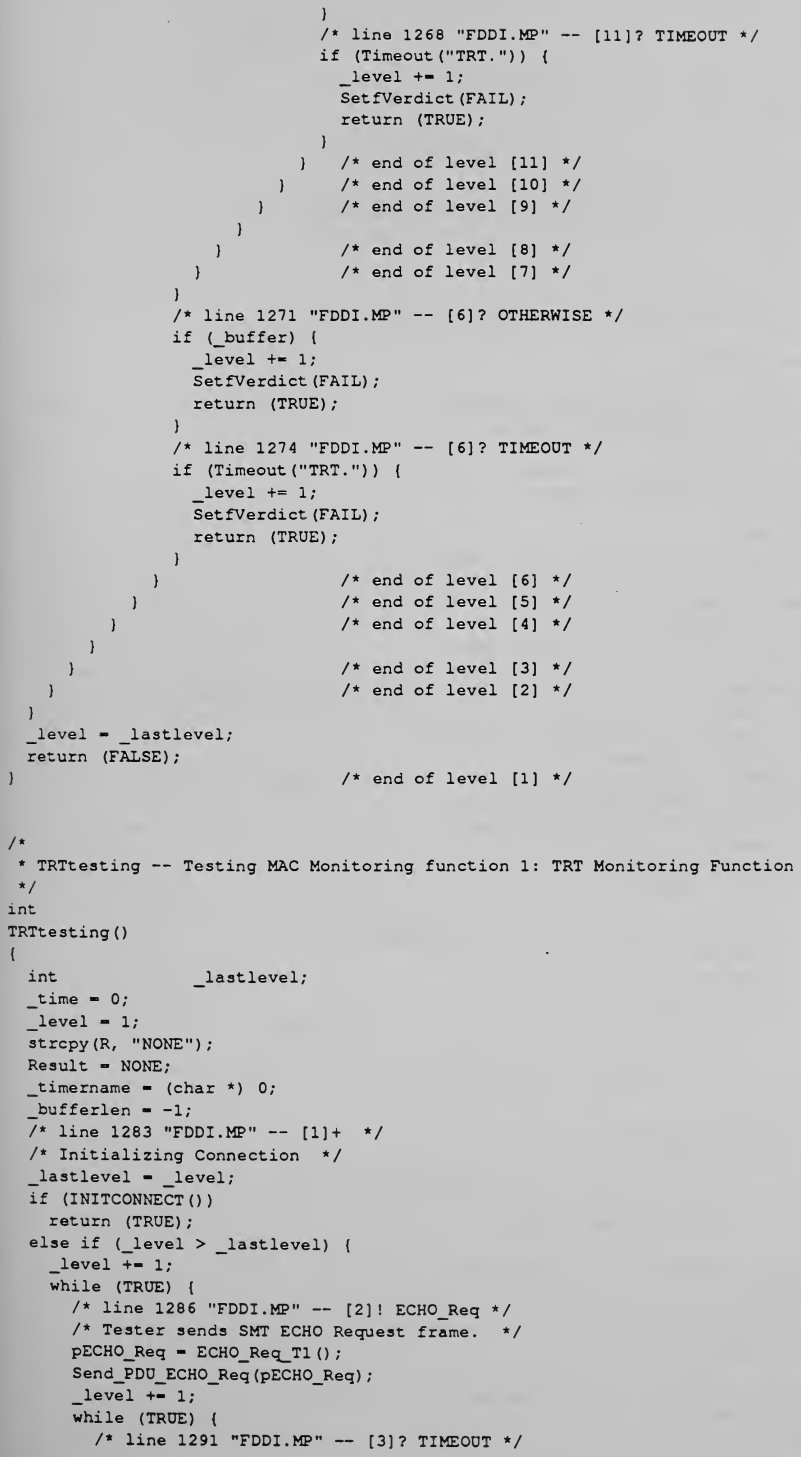 }
/* line 1268 "FDDI.MP" -- [11]? TIMEOUT */
if (Timeout("TRT.")) {
_level += 1;
SetfVerdict(FAIL);
return (TRUE);
}
} /* end of level [11] */
} /* end of level [10] */
} /* end of level [9] */
}
} /* end of level [8] */
} /* end of level [7] */
}
/* line 1271 "FDDI.MP" -- [6]? OTHERWISE */
if (_buffer) {
_level += 1;
SetfVerdict(FAIL);
return (TRUE);
}
/* line 1274 "FDDI.MP" -- [6]? TIMEOUT */
if (Timeout("TRT.")) {
_level += 1;
SetfVerdict(FAIL);
return (TRUE);
}
} /* end of level [6] */
} /* end of level [5] */
} /* end of level [4] */
}
} /* end of level [3] */
} /* end of level [2] */
}
_level = _lastlevel;
return (FALSE);
} /* end of level [1] */
/*
* TRTtesting -- Testing MAC Monitoring function 1: TRT Monitoring Function
*/
int
TRTtesting()
{
int _lastlevel;
_time = 0;
_level = 1;
strcpy(R, "NONE");
Result = NONE;
_timername = (char *) 0;
_bufferlen = -1;
/* line 1283 "FDDI.MP" -- [1]+ */
/* Initializing Connection */
_lastlevel = _level;
if (INITCONNECT())
return (TRUE);
else if (_level > _lastlevel) {
_level += 1;
while (TRUE) {
/* line 1286 "FDDI.MP" -- [2]! ECHO_Req */
/* Tester sends SMT ECHO Request frame. */
pECHO_Req = ECHO_Req_T1();
Send_PDU_ECHO_Req(pECHO_Req);
_level += 1;
while (TRUE) {
/* line 1291 "FDDI.MP" -- [3]? TIMEOUT */